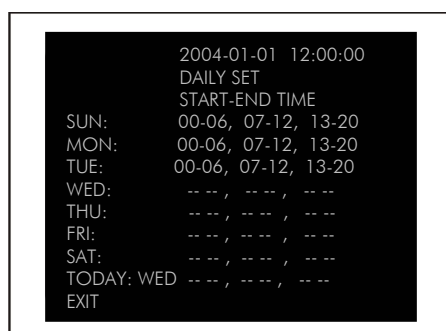 2004-01-01 12:00:00
DAILY SET
START-END TIME
SUN: 00-06, 07-12, 13-20
MON: 00-06, 07-12, 13-20
TUE: 00-06, 07-12, 13-20
WED: -- -- , -- -- , -- --
THU: -- -- , -- -- , -- --
FRI: -- -- , -- -- , -- --
SAT: -- -- , -- -- , -- --
TODAY: WED -- -- , -- -- , -- --
EXIT